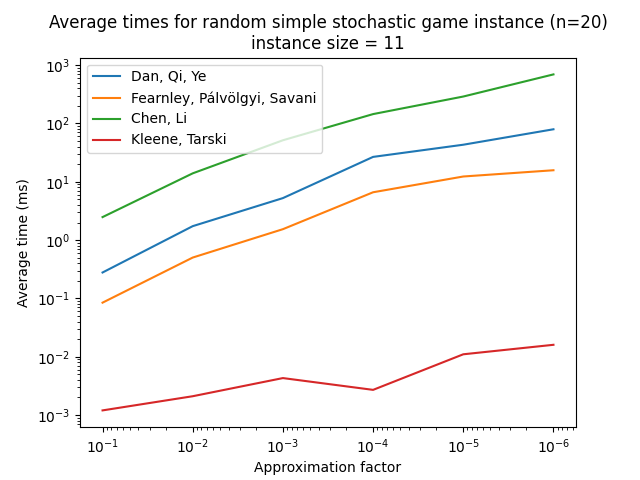 Average times for random simple stochastic game instance (n=20)
instance size = 11
Dan, Qi, Ye
Fearnley, Pálvölgyi, Savani
Chen, Li
Kleene, Tarski
Average time (ms)
10³
10²
10¹
10⁰
10⁻¹
10⁻²
10⁻³
10⁻¹ 10⁻² 10⁻³ 10⁻⁴ 10⁻⁵ 10⁻⁶
Approximation factor